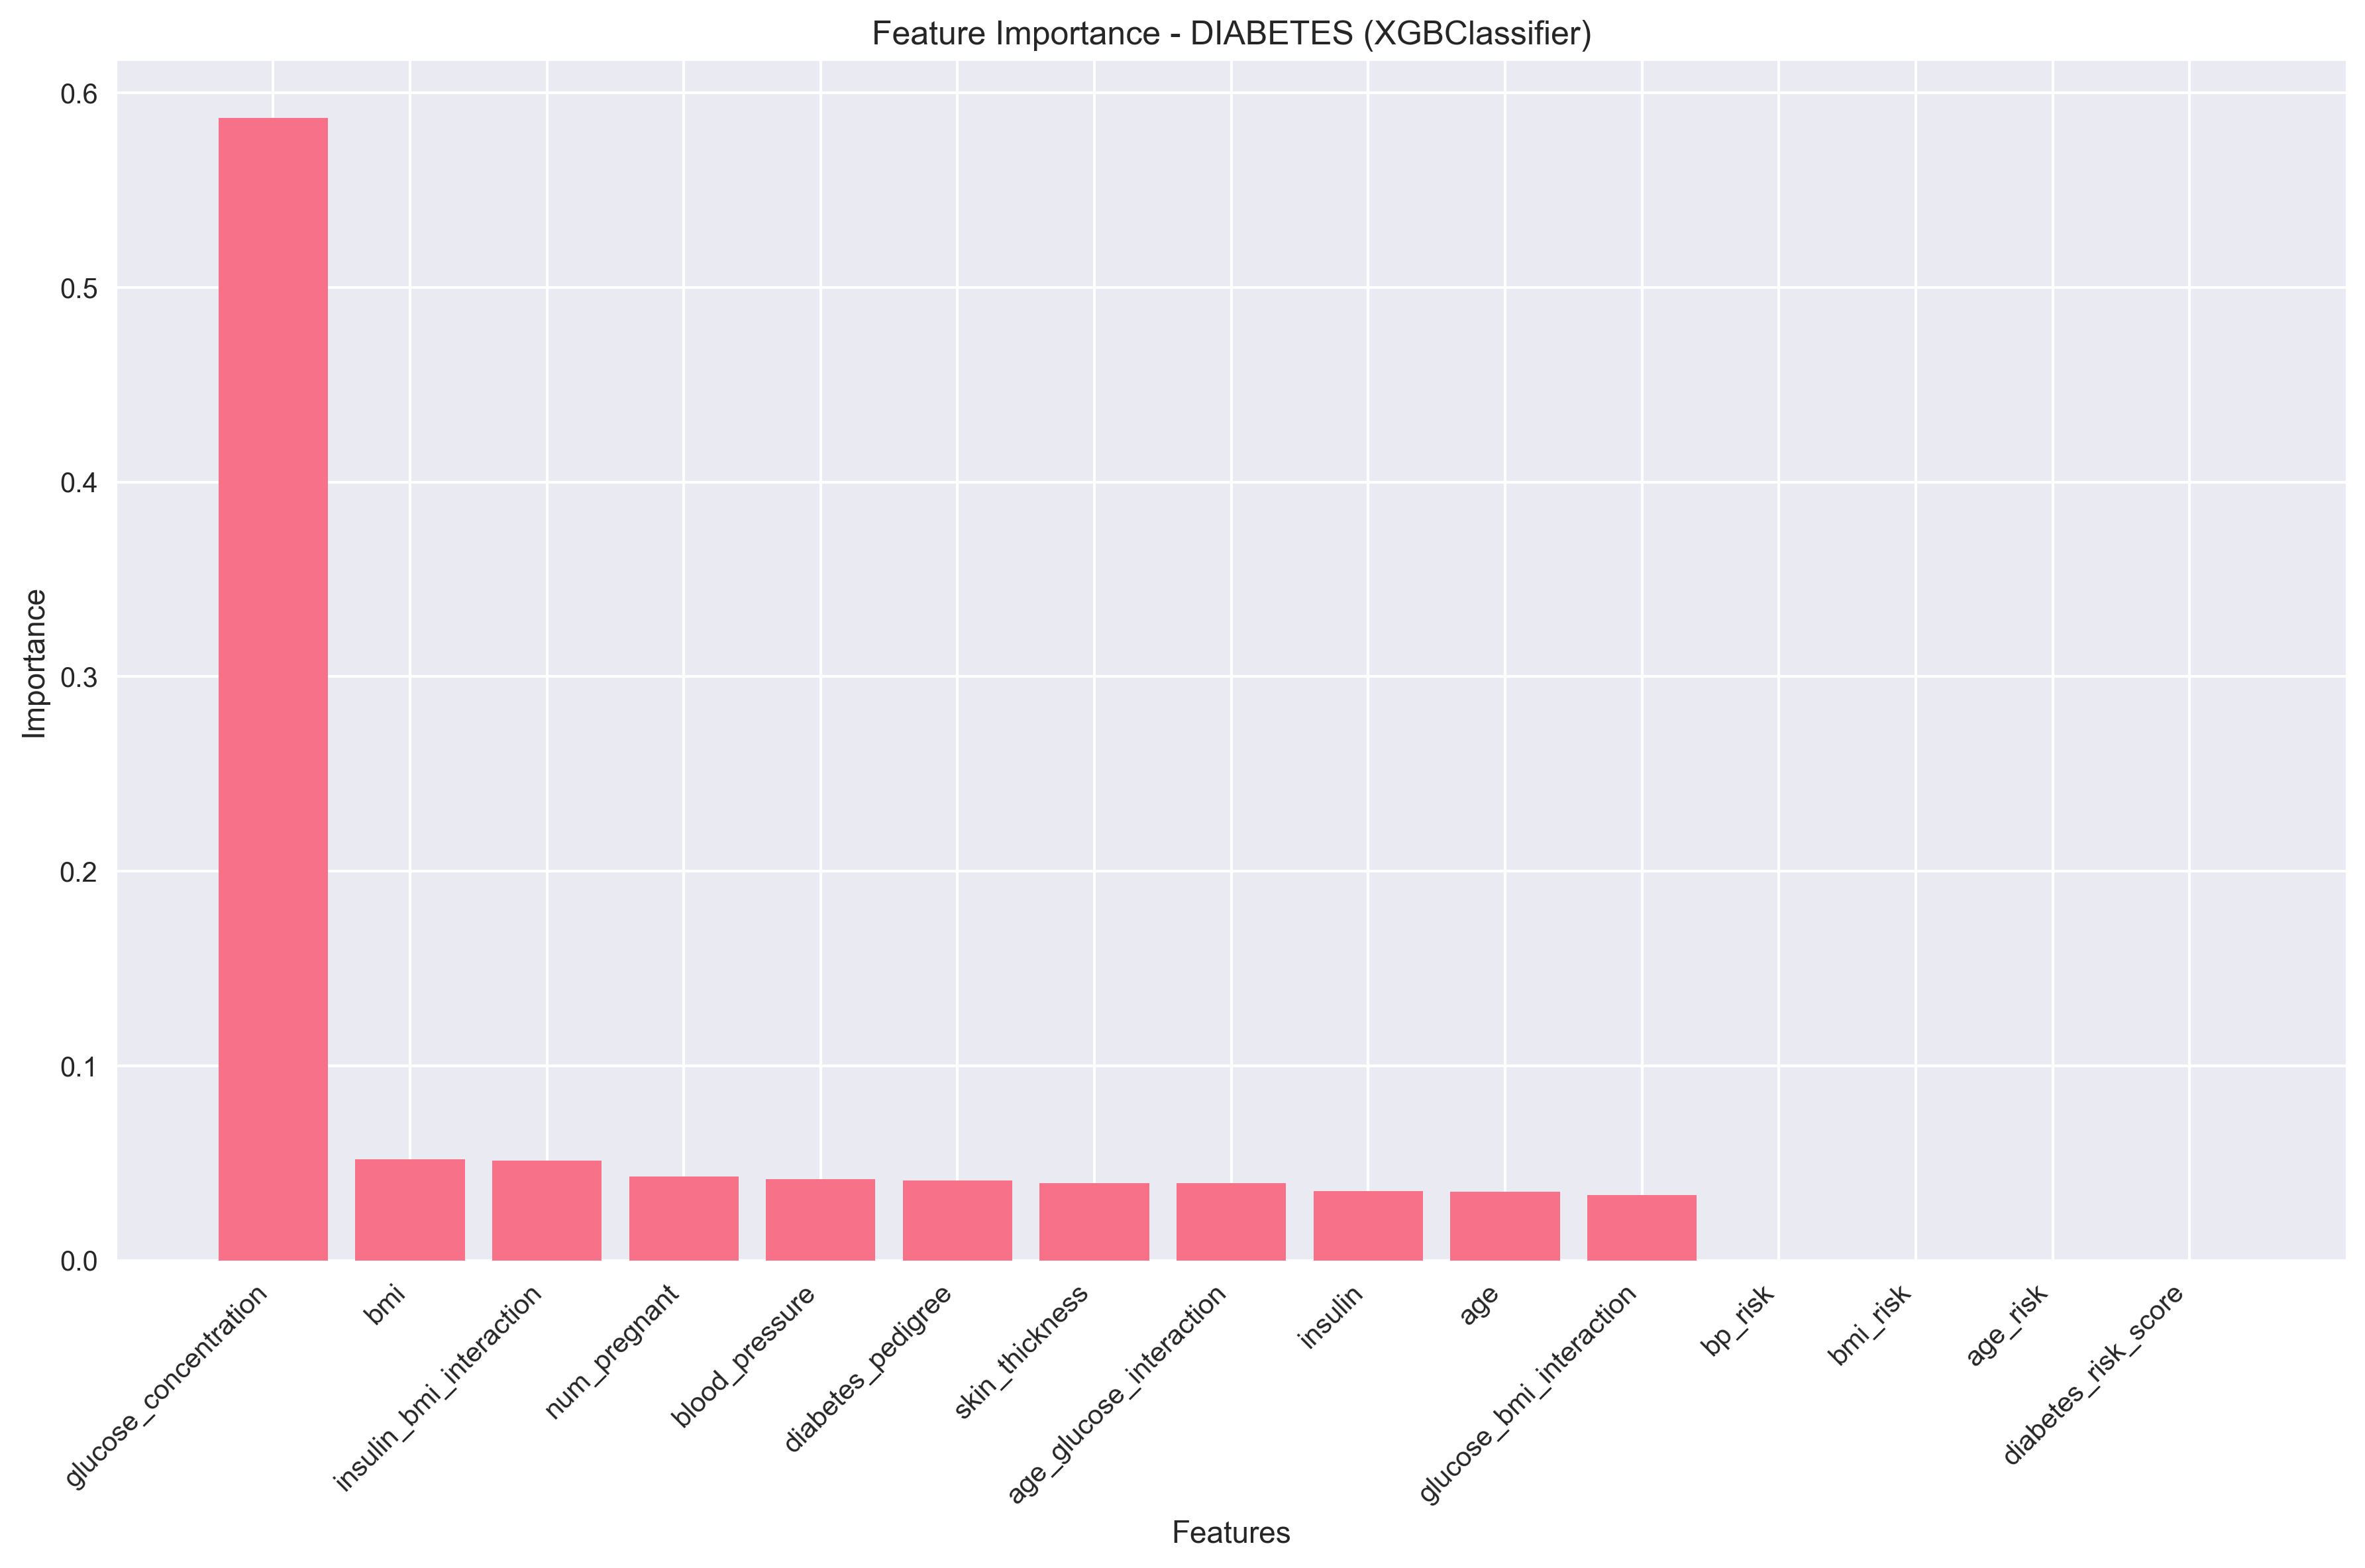 Feature Importance - DIABETES (XGBClassifier)
0.6
0.5
0.4
0.3
0.2
0.1
0.0
Importance
glucose_concentration
bmi
insulin_bmi_interaction
num_pregnant
blood_pressure
diabetes_pedigree
skin_thickness
age_glucose_interaction
insulin
age
glucose_bmi_interaction
bp_risk
bmi_risk
age_risk
diabetes_risk_score
Features